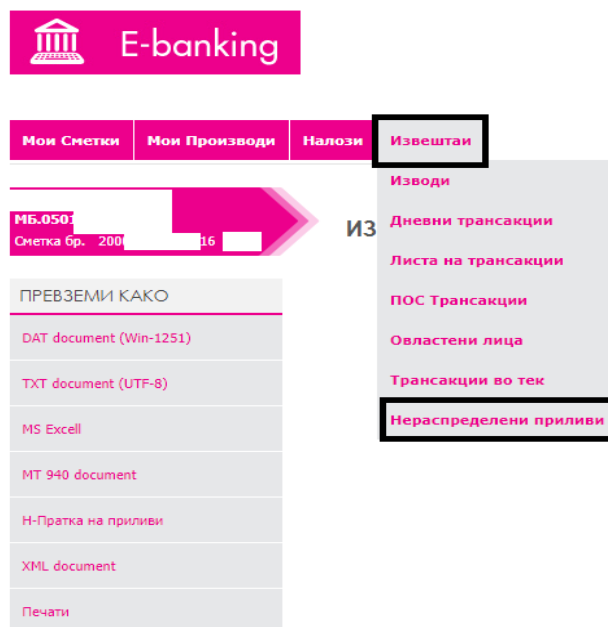 E-banking
Мои Сметки
Мои Производи
Налози
Извештаи
Изводи
Дневни трансакции
Листа на трансакции
ПОС Трансакции
Овластени лица
Трансакции во тек
Нераспределени приливи
МБ.0501
Сметка бр. 200 16
ИЗ
ПРЕВЗЕМИ КАКО
DAT document (Win-1251)
TXT document (UTF-8)
MS Excell
MT 940 document
Н-Пратка на приливи
XML document
Печати